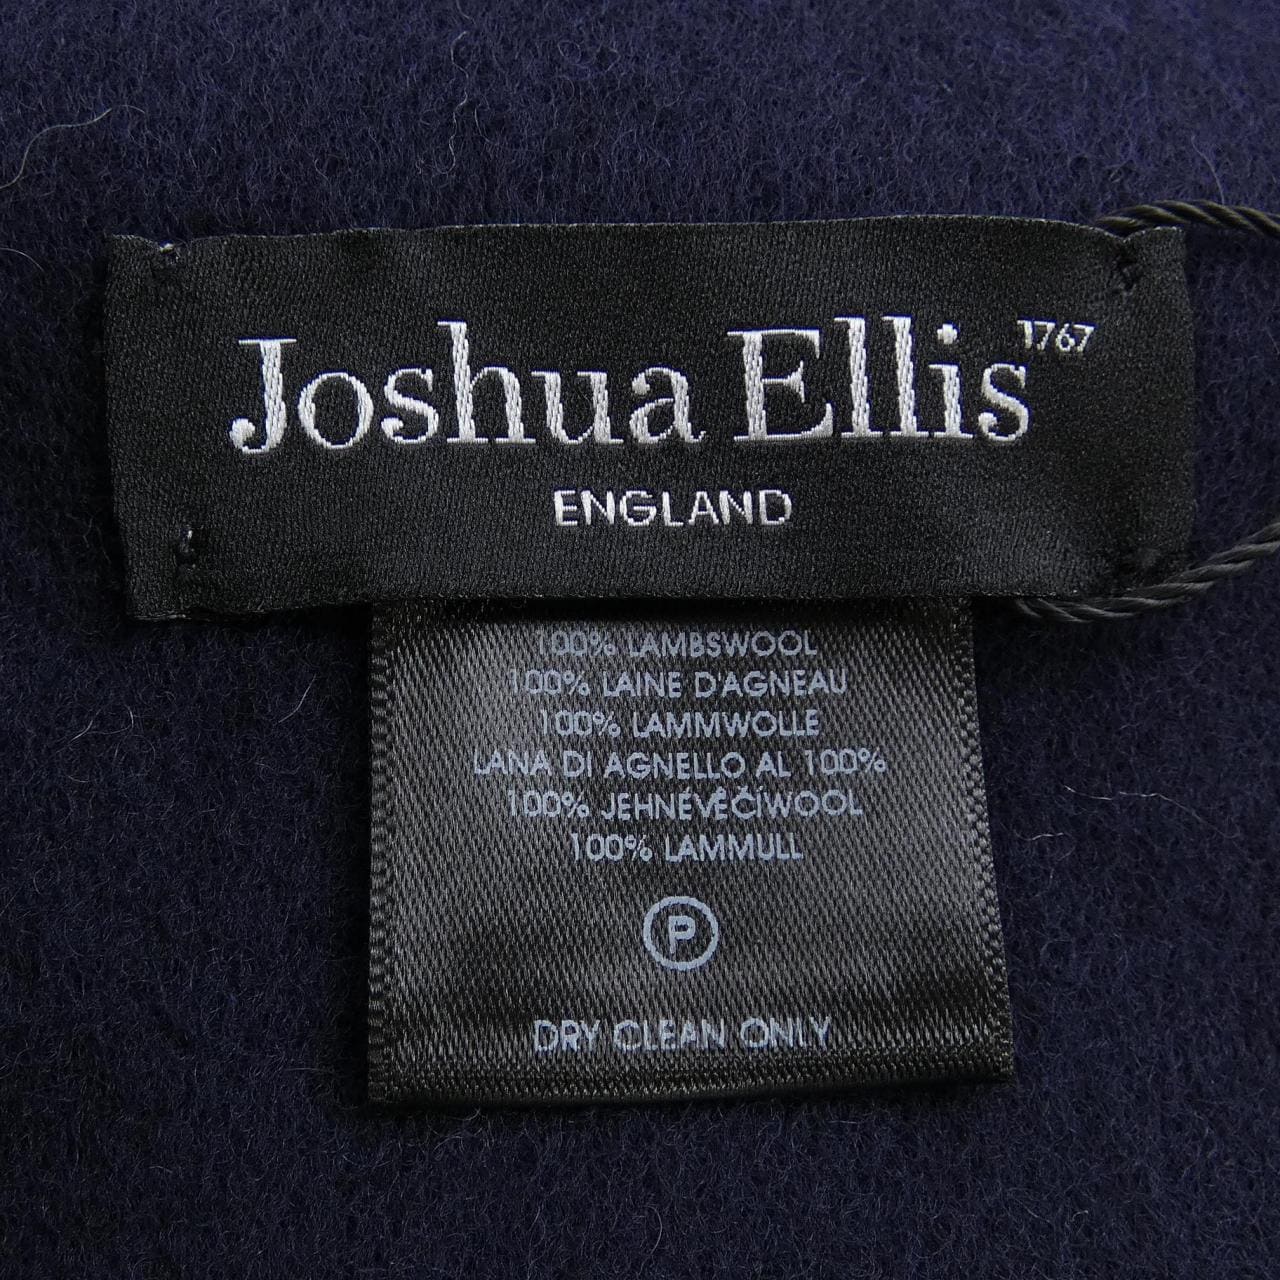 Joshua Ellis 1767
ENGLAND
100% LAMBSWOOL
100% LAINE D'AGNEAU
100% LAMMWOLLE
LANA DI AGNELLO AL 100%
100% JEHNÉVĚČÍWOOL
100% LAMMULL
P
DRY CLEAN ONLY